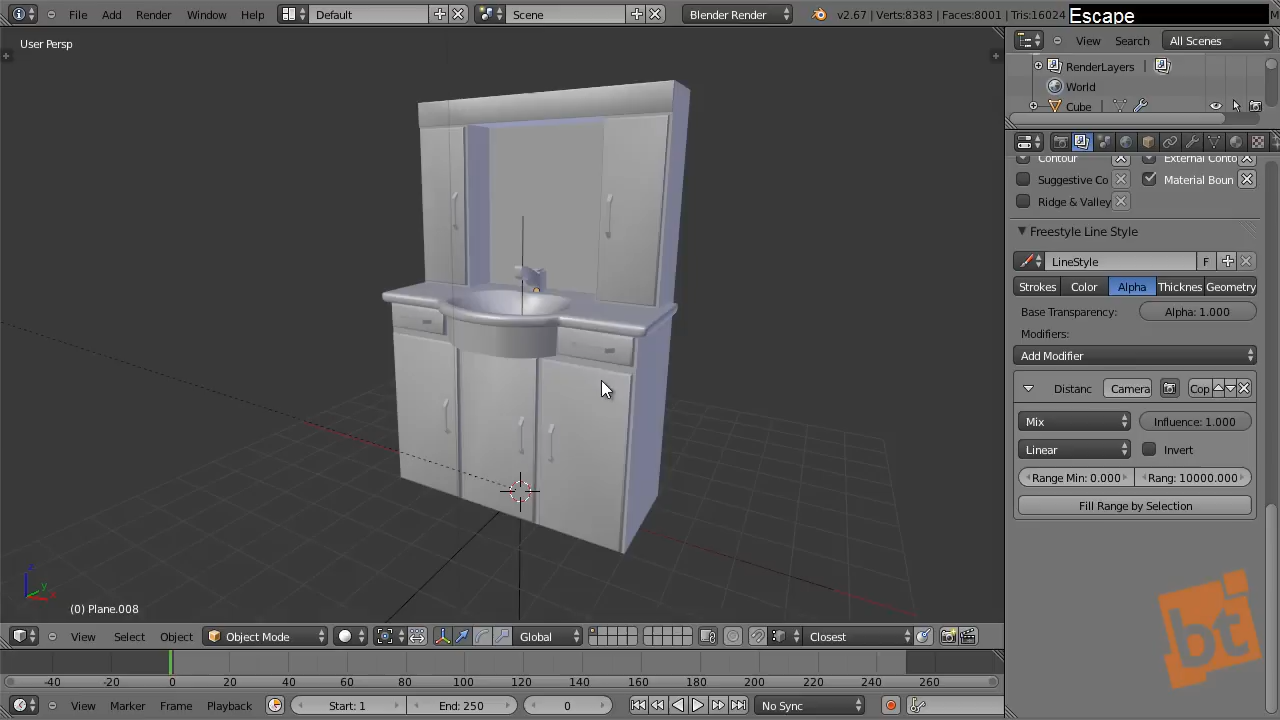 File Add Render Window Help Default Scene Blender Render v2.67 | Verts:8383 | Faces:8001 | Tris:16024 Escape
User Persp
View Search All Scenes
RenderLayers
World
Cube
Contour External Conto
Suggestive Co Material Boun
Ridge & Valley
Freestyle Line Style
LineStyle F
Strokes Color Alpha Thicknes Geometry
Base Transparency: Alpha: 1.000
Modifiers:
Add Modifier
Distanc Camera Cop
Mix Influence: 1.000
Linear Invert
Range Min: 0.000 Rang: 10000.000
Fill Range by Selection
z
y
x
(0) Plane.008
bt
View Select Object Object Mode Global Closest
-40 -20 0 20 40 60 80 100 120 140 160 180 200 220 240 260
View Marker Frame Playback Start: 1 End: 250 0 No Sync